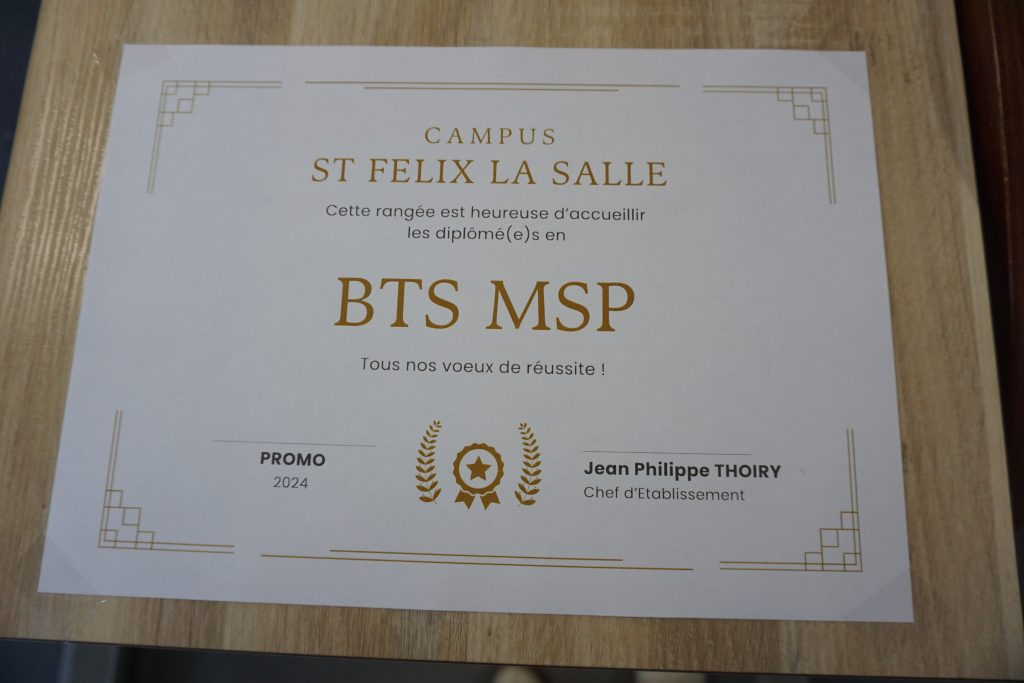 CAMPUS
ST FELIX LA SALLE
Cette rangée est heureuse d'accueillir
les diplômé(e)s en
BTS MSP
Tous nos voeux de réussite !
PROMO
2024
Jean Philippe THOIRY
Chef d'Etablissement